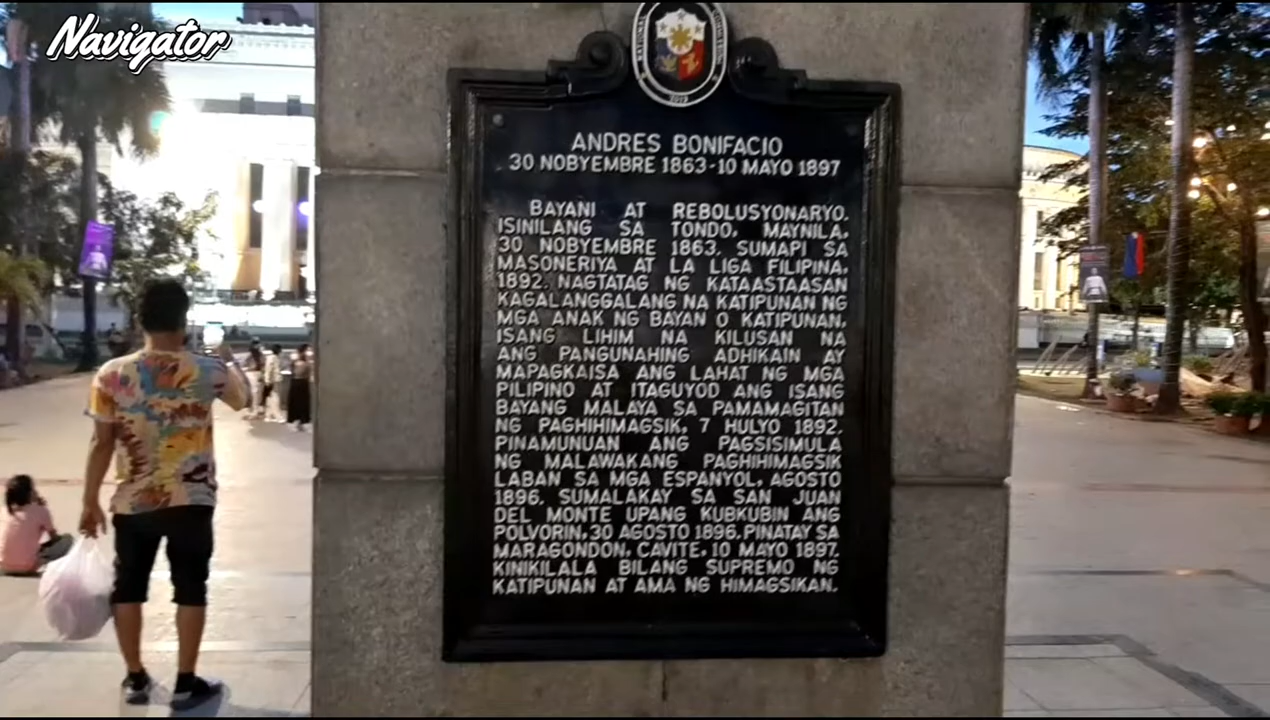 Navigator
ANDRES BONIFACIO
30 NOBYEMBRE 1863-10 MAYO 1897
BAYANI AT REBOLUSYONARYO.
ISINILANG SA TONDO, MAYNILA,
30 NOBYEMBRE 1863. SUMAPI SA
MASONERIYA AT LA LIGA FILIPINA,
1892. NAGTATAG NG KATAASTAASAN
KAGALANGGALANG NA KATIPUNAN NG
MGA ANAK NG BAYAN O KATIPUNAN,
ISANG LIHIM NA KILUSAN NA
ANG PANGUNAHING ADHIKAIN AY
MAPAGKAISA ANG LAHAT NG MGA
PILIPINO AT ITAGUYOD ANG ISANG
BAYANG MALAYA SA PAMAMAGITAN
NG PAGHIHIMAGSIK, 7 HULYO 1892.
PINAMUNUAN ANG PAGSISIMULA
NG MALAWAKANG PAGHIHIMAGSIK
LABAN SA MGA ESPANYOL, AGOSTO
1896. SUMALAKAY SA SAN JUAN
DEL MONTE UPANG KUBKUBIN ANG
POLVORIN, 30 AGOSTO 1896. PINATAY SA
MARAGONDON, CAVITE, 10 MAYO 1897.
KINIKILALA BILANG SUPREMO NG
KATIPUNAN AT AMA NG HIMAGSIKAN.